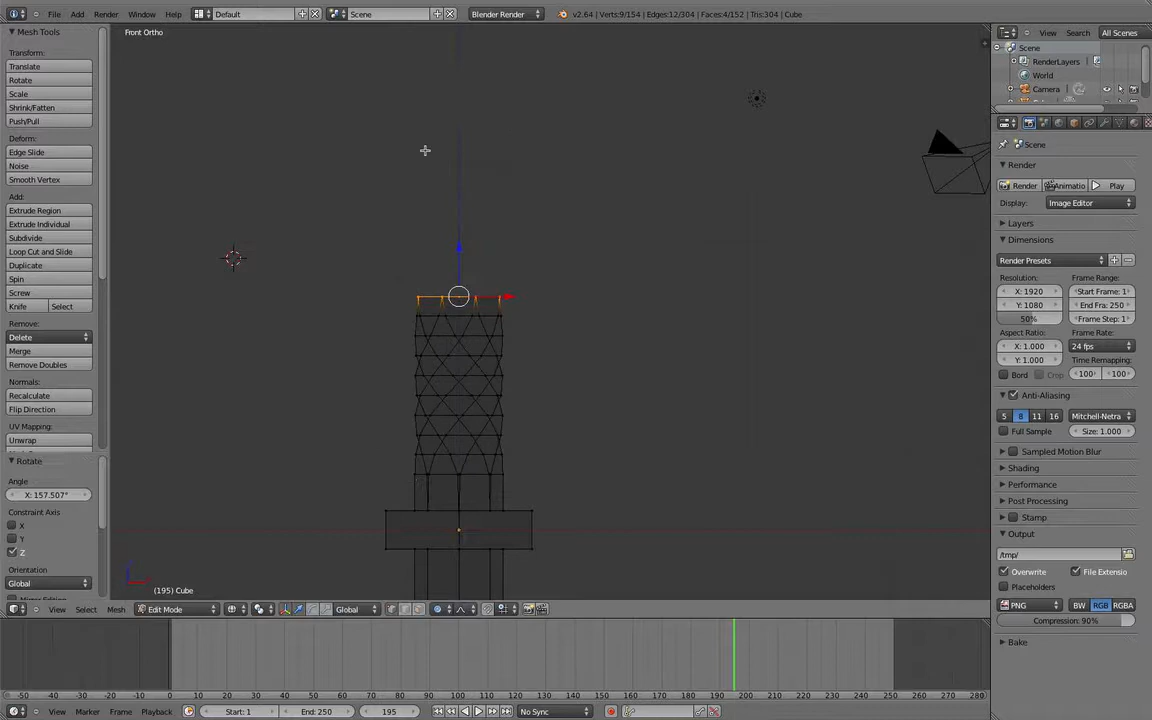 File Add Render Window Help Default Scene Blender Render v2.64 | Verts:9/154 | Edges:12/304 | Faces:4/152 | Tris:304 | Cube
Mesh Tools
Transform:
Translate
Rotate
Scale
Shrink/Fatten
Push/Pull
Deform:
Edge Slide
Noise
Smooth Vertex
Add:
Extrude Region
Extrude Individual
Subdivide
Loop Cut and Slide
Duplicate
Spin
Screw
Knife Select
Remove:
Delete
Merge
Remove Doubles
Normals:
Recalculate
Flip Direction
UV Mapping:
Unwrap
Rotate
Angle
X: 157.507°
Constraint Axis
X
Y
Z
Orientation
Global
Front Ortho
(195) Cube
View Select Mesh Edit Mode Global
View Search All Scenes
Scene
RenderLayers
World
Camera
Scene
Render
Render Animatio Play
Display: Image Editor
Layers
Dimensions
Render Presets
Resolution: Frame Range:
X: 1920 Start Frame: 1
Y: 1080 End Fra: 250
50% Frame Step: 1
Aspect Ratio: Frame Rate:
X: 1.000 24 fps
Y: 1.000 Time Remapping:
Bord Crop 100 100
Anti-Aliasing
5 8 11 16 Mitchell-Netra
Full Sample Size: 1.000
Sampled Motion Blur
Shading
Performance
Post Processing
Stamp
Output
/tmp/
Overwrite File Extensio
Placeholders
PNG BW RGB RGBA
Compression: 90%
Bake
-50 -40 -30 -20 -10 0 10 20 30 40 50 60 70 80 90 100 110 120 130 140 150 160 170 180 190 200 210 220 230 240 250 260 270 280
View Marker Frame Playback Start: 1 End: 250 195 No Sync